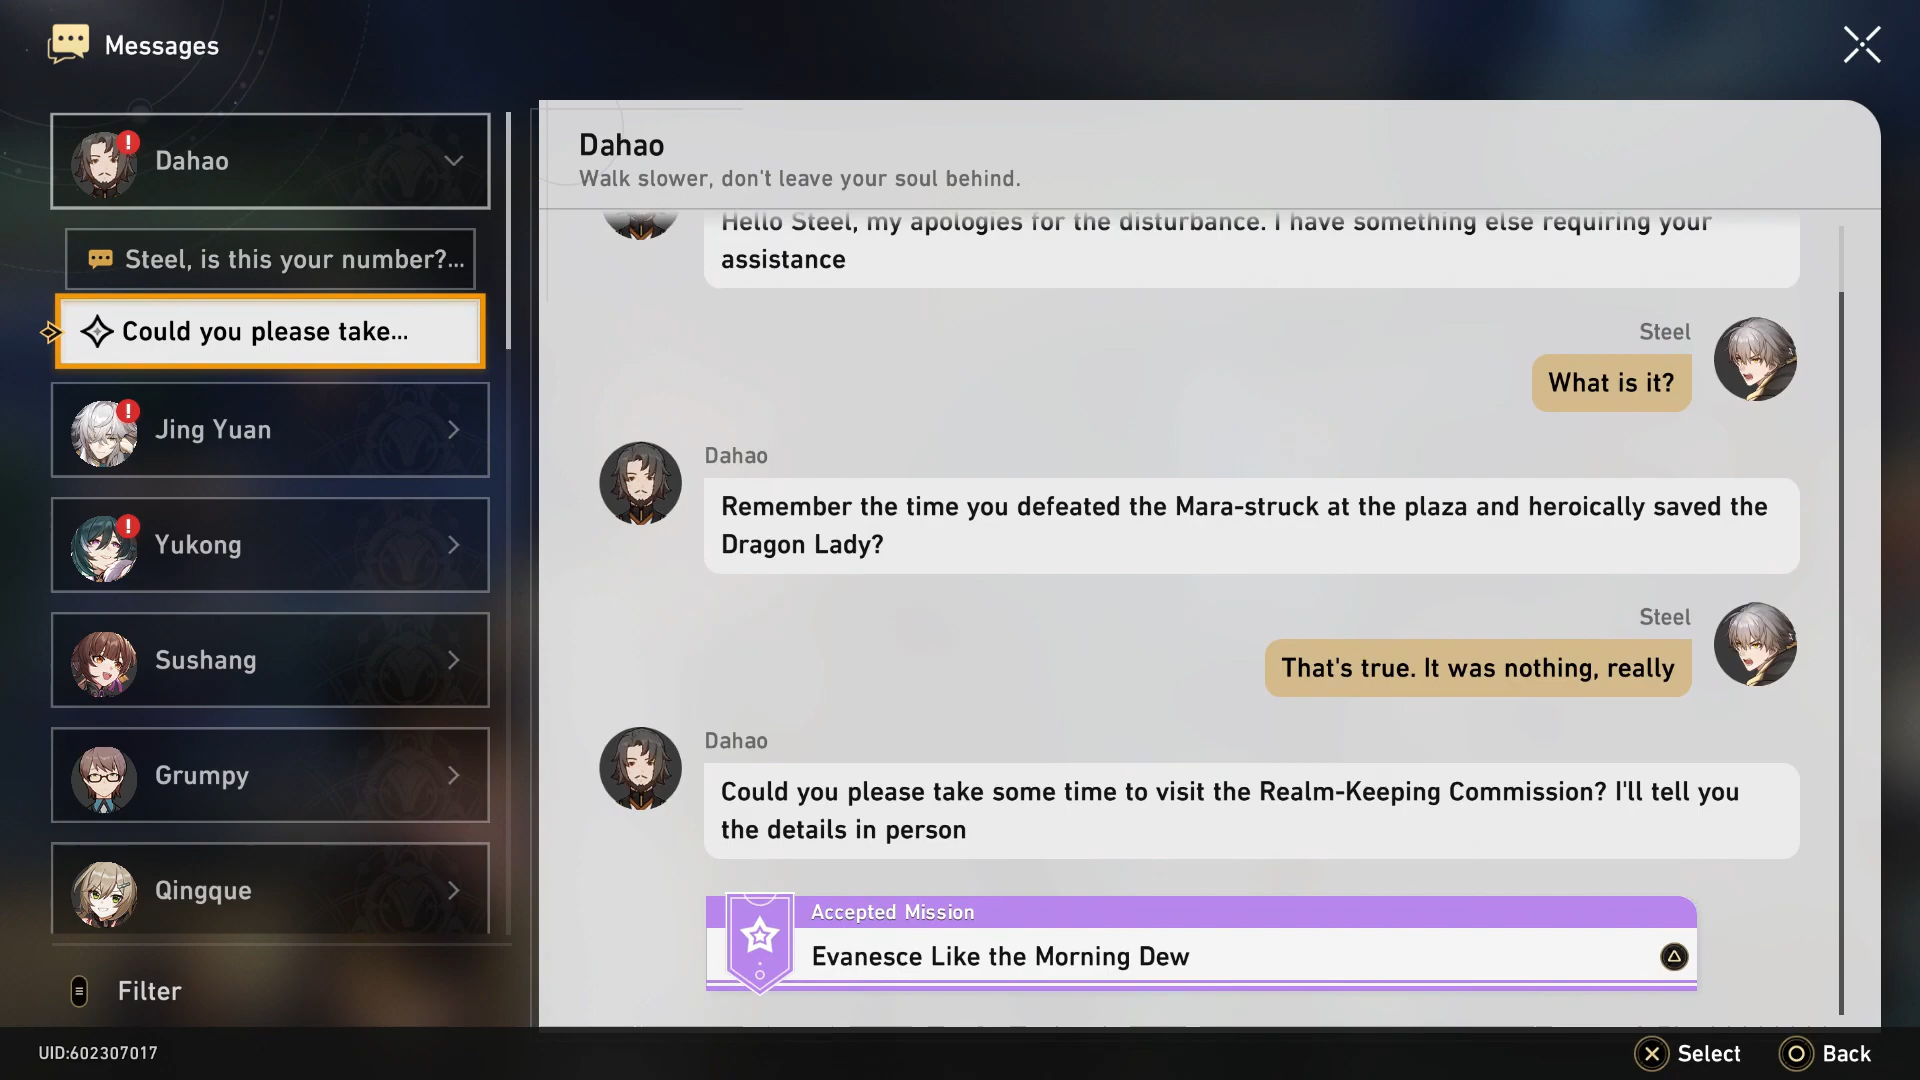 Messages
Dahao
Steel, is this your number?...
Could you please take...
Jing Yuan
Yukong
Sushang
Grumpy
Qingque
Filter
Dahao
Walk slower, don't leave your soul behind.
Hello Steel, my apologies for the disturbance. I have something else requiring your
assistance
Steel
What is it?
Dahao
Remember the time you defeated the Mara-struck at the plaza and heroically saved the
Dragon Lady?
Steel
That's true. It was nothing, really
Dahao
Could you please take some time to visit the Realm-Keeping Commission? I'll tell you
the details in person
Accepted Mission
Evanesce Like the Morning Dew
UID:602307017
Select
Back